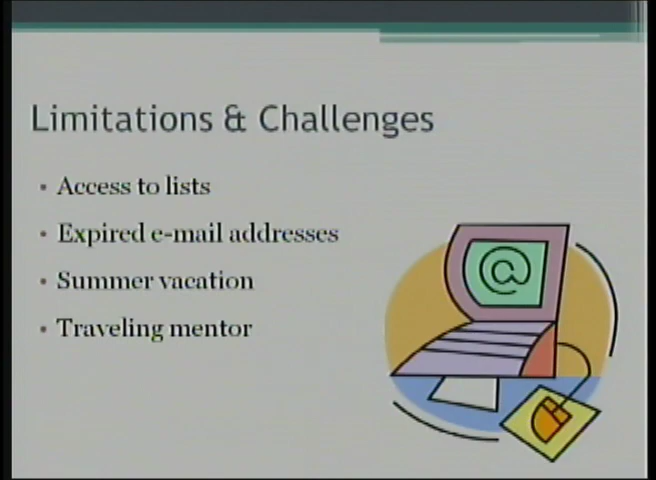 Limitations & Challenges
• Access to lists
• Expired e-mail addresses
• Summer vacation
• Traveling mentor
@